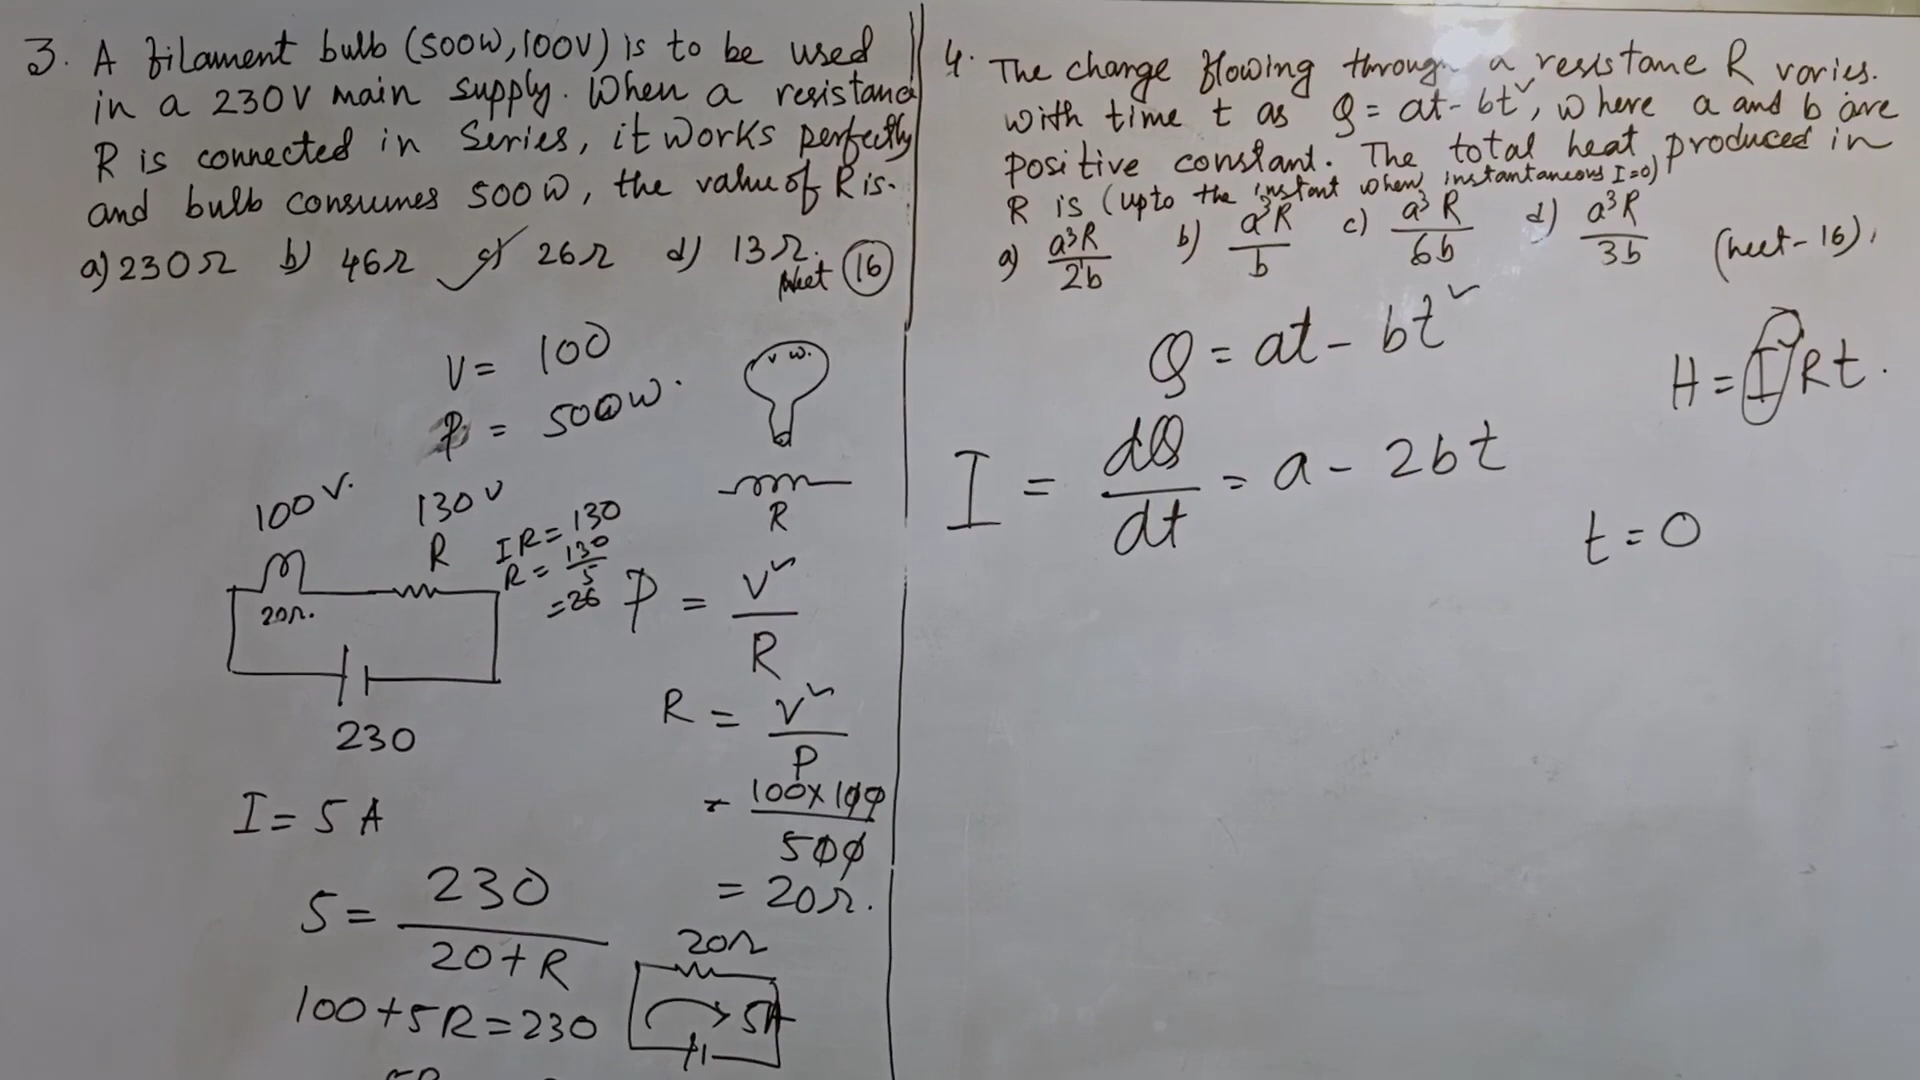 3. A filament bulb (500W, 100V) is to be used
in a 230V main supply. When a resistance
R is connected in Series, it works perfectly
and bulb consumes 500W, the value of R is.
a) 230Ω b) 46Ω c) 26Ω d) 13Ω.
Neet 16
V = 100
P = 500W.
v w.
R
100V.
130V
R
20Ω.
230
IR = 130
R = 130/5
= 26
P = V²/R
R = V²/P
= 100×100/500
= 20Ω.
I = 5A
5 = 230/20+R
100+5R=230
20Ω
5A
4. The charge flowing through a resistane R varies.
with time t as Q = at - bt², where a and b are
positive constant. The total heat produced in
R is (upto the instant when instantaneous I=0)
a) a³R/2b b) a³R/b c) a³R/6b d) a³R/3b (neet-16),
Q = at - bt²
H = I²Rt.
I = dQ/dt = a - 2bt
t = 0